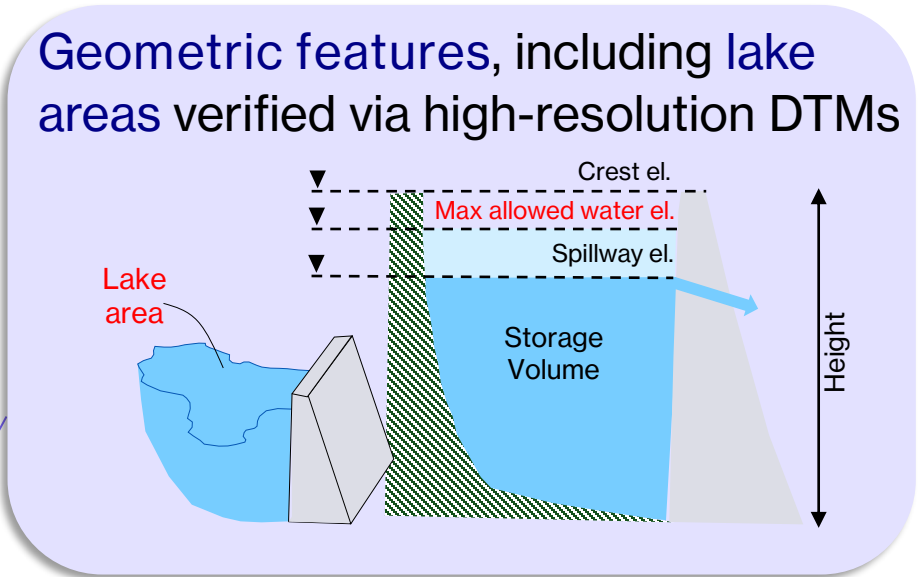 Geometric features, including lake
areas verified via high-resolution DTMs
Crest el.
Max allowed water el.
Spillway el.
Lake
area
Storage
Volume
Height